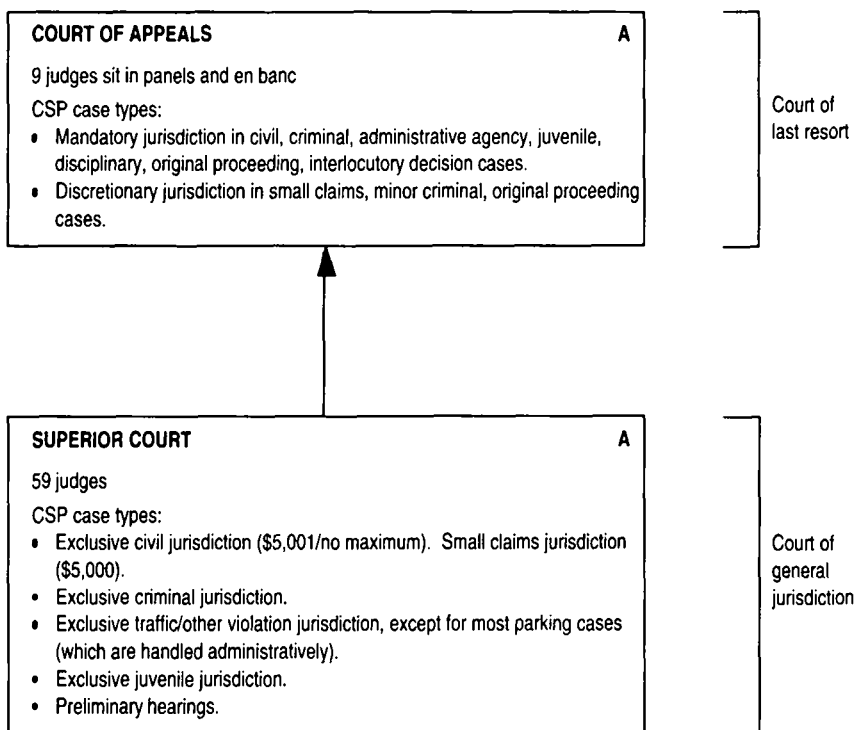 COURT OF APPEALS A
9 judges sit in panels and en banc
CSP case types:
• Mandatory jurisdiction in civil, criminal, administrative agency, juvenile,
disciplinary, original proceeding, interlocutory decision cases.
• Discretionary jurisdiction in small claims, minor criminal, original proceeding
cases.
Court of
last resort
SUPERIOR COURT A
59 judges
CSP case types:
• Exclusive civil jurisdiction ($5,001/no maximum). Small claims jurisdiction
($5,000).
• Exclusive criminal jurisdiction.
• Exclusive traffic/other violation jurisdiction, except for most parking cases
(which are handled administratively).
• Exclusive juvenile jurisdiction.
• Preliminary hearings.
Court of
general
jurisdiction